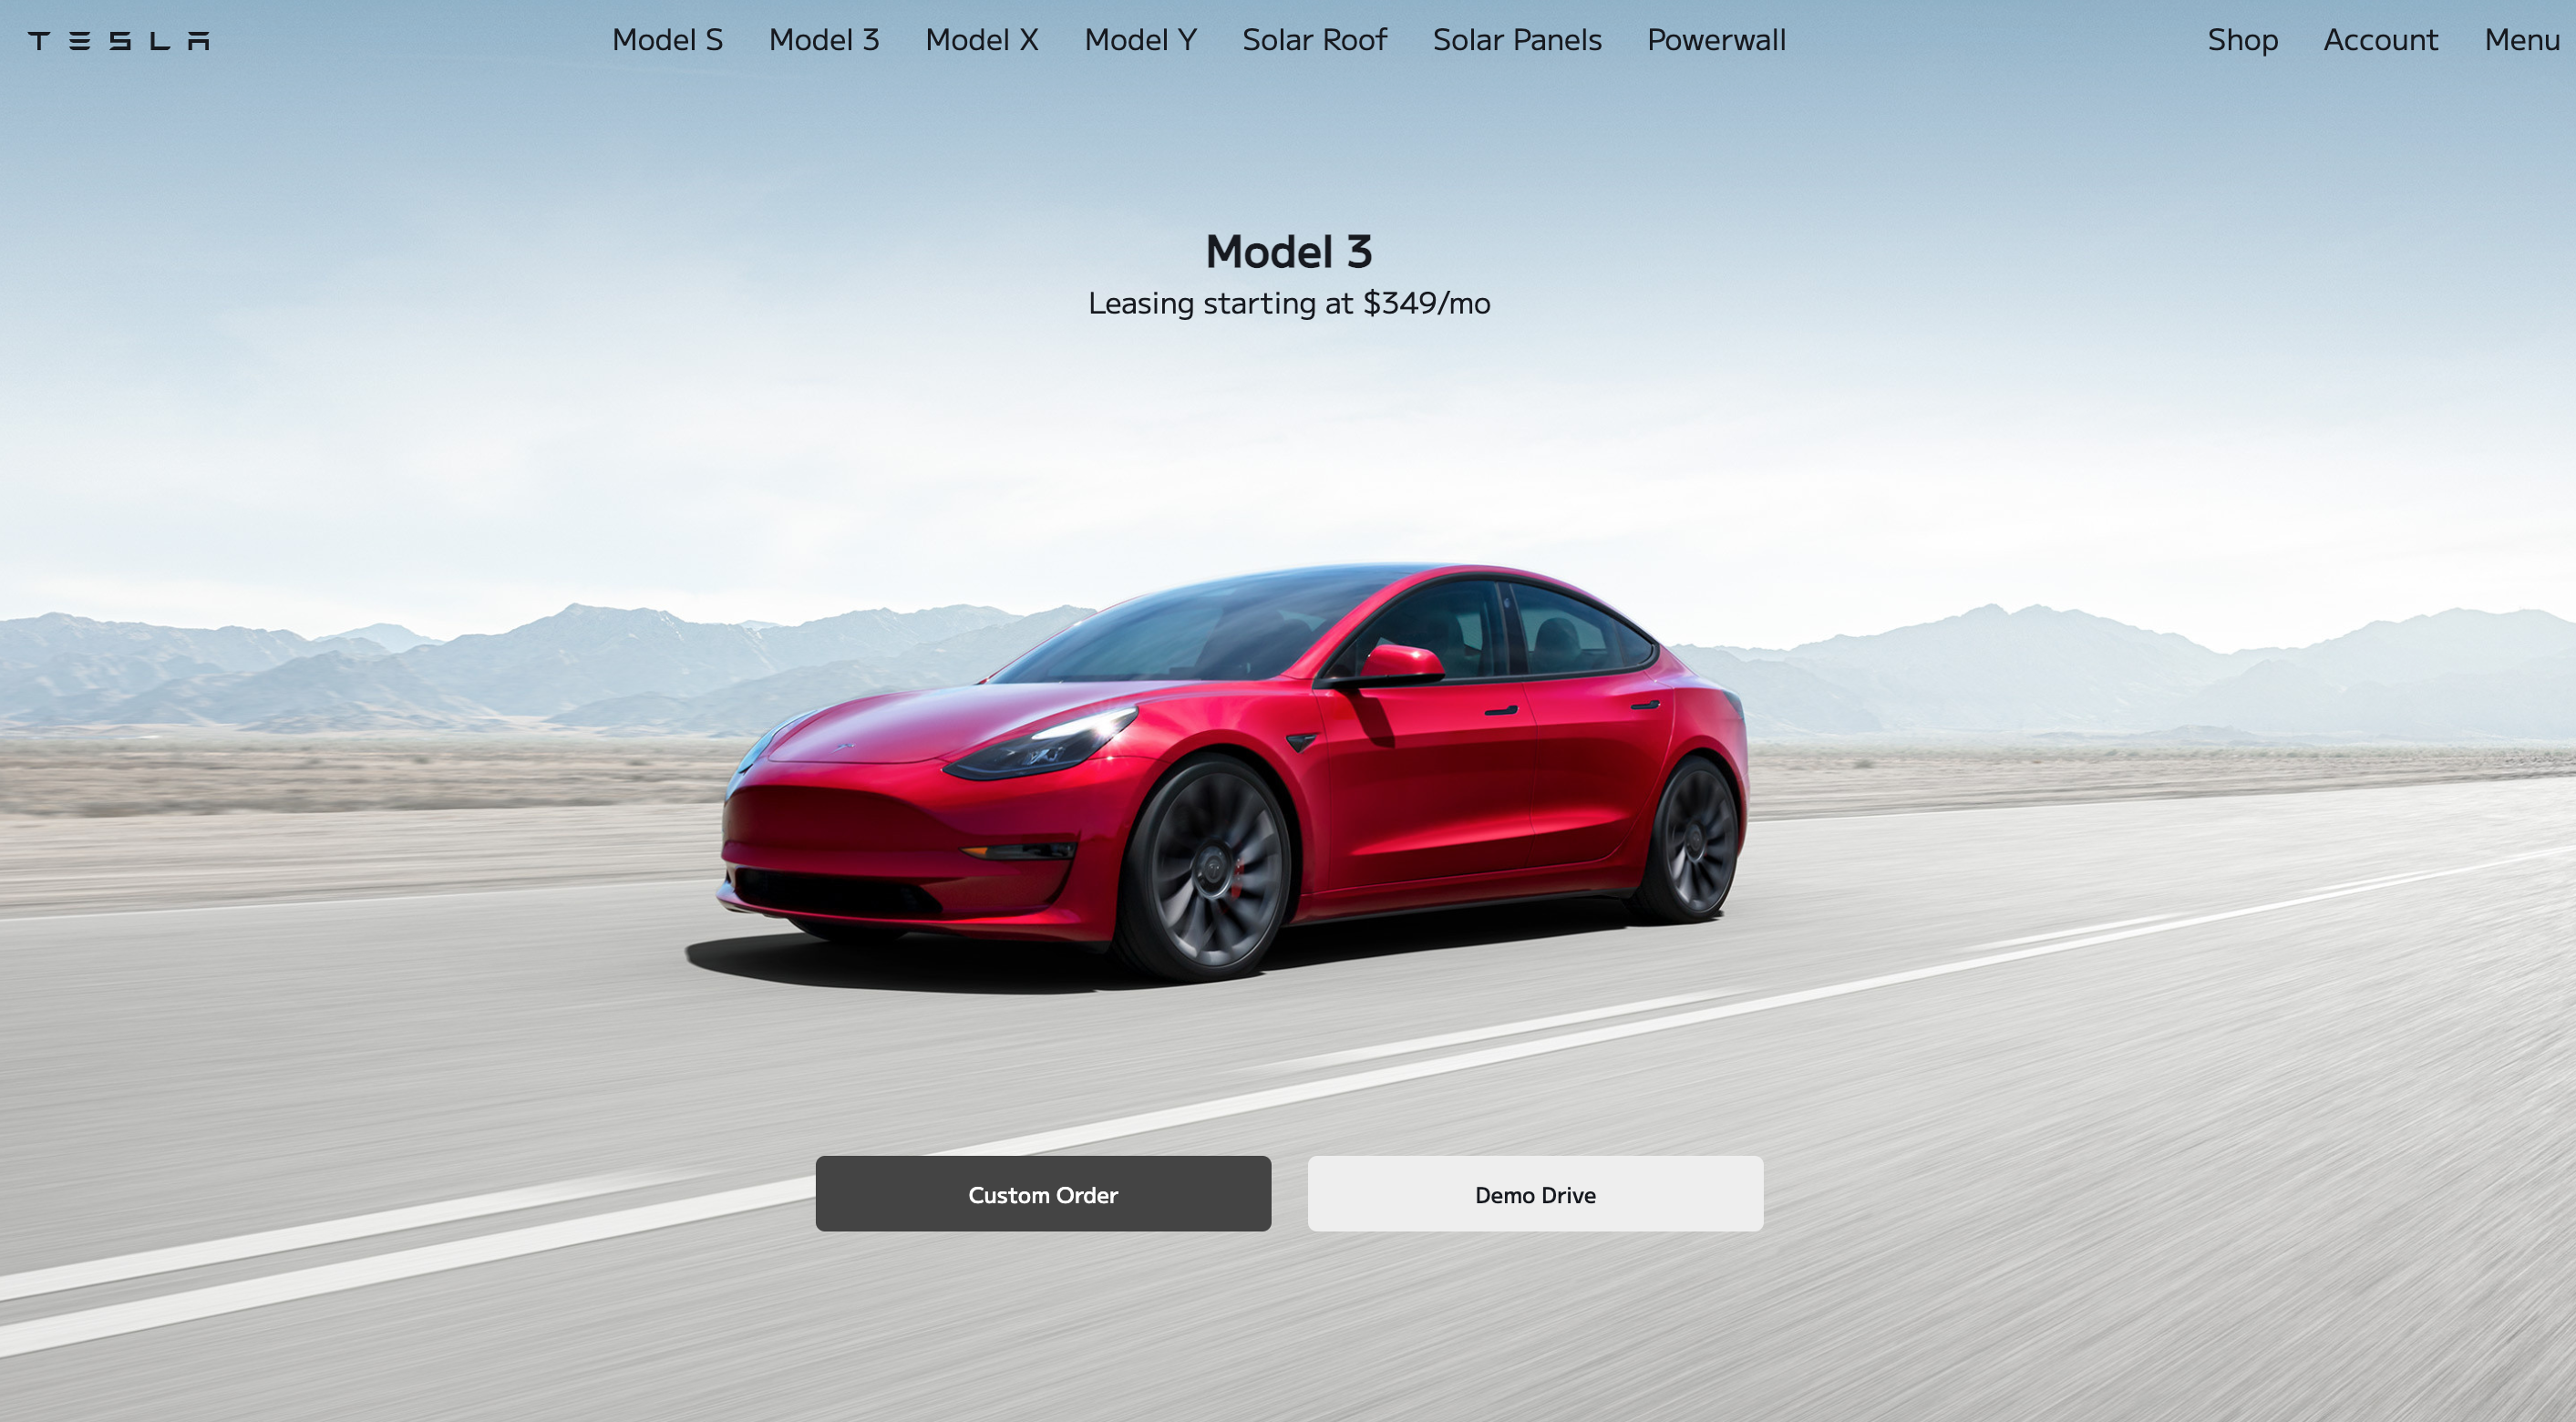 TESLA
Model S Model 3 Model X Model Y Solar Roof Solar Panels Powerwall
Shop Account Menu
Model 3
Leasing starting at $349/mo
Custom Order
Demo Drive